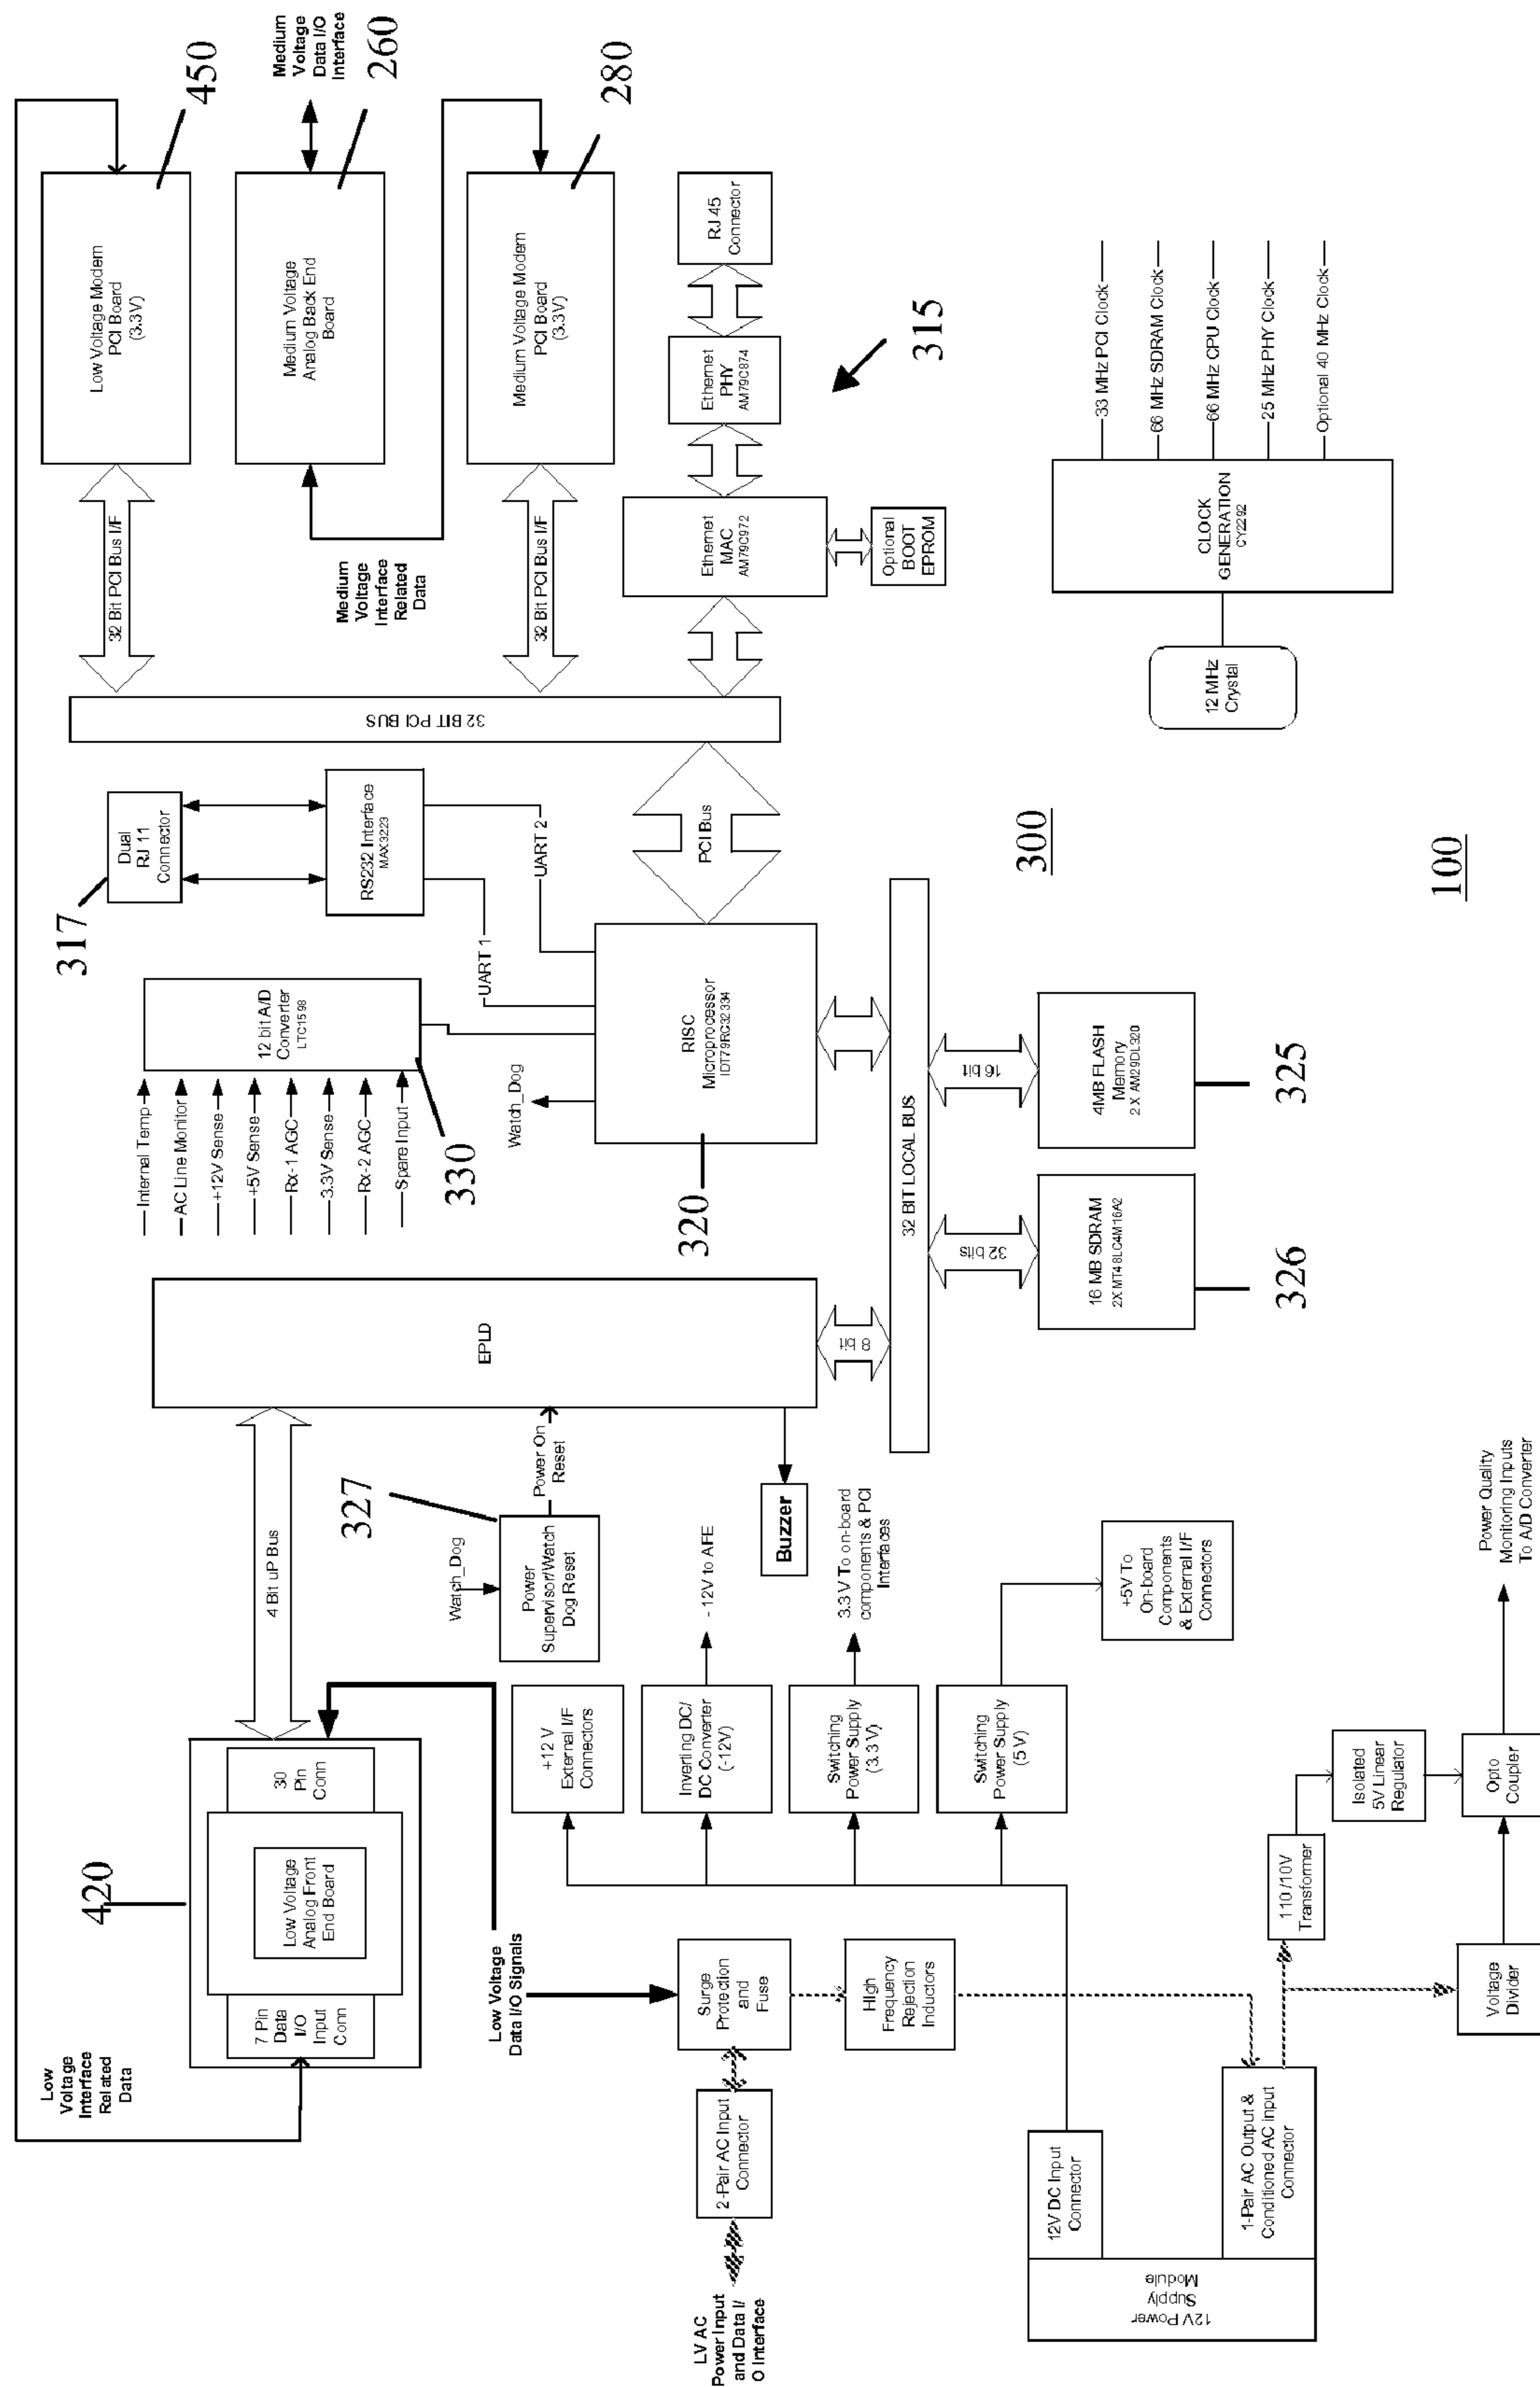 Low
Voltage
Interface
Related
Data
420
7 Pin
Data
I/O
Input
Conn
Low Voltage
Analog Front
End Board
30
Pin
Conn
4 Bit uP Bus
EPLD
Internal Temp
AC Line Monitor
+12V Sense
+5V Sense
Rx-1 AGC
3.3V Sense
Rx-2 AGC
Spare Input
330
12 bit A/D
Converter
LTC1598
317
Dual
RJ 11
Connector
RS232 Interface
MAX3223
UART 1
UART 2
32 BIT PCI BUS
32 Bit PCI Bus I/F
Low Voltage Modem
PCI Board
(3.3V)
450
Medium
Voltage
Interface
Related
Data
Medium Voltage
Analog Back End
Board
Medium
Voltage
Data I/O
Interface
260
32 Bit PCI Bus I/F
Medium Voltage Modem
PCI Board
(3.3V)
280
Low Voltage
Data I/O Signals
327
Watch_Dog
Power
Supervisor/Watch
Dog Reset
Power On
Reset
Watch_Dog
320
RISC
Microprocessor
IDT79RC32334
PCI Bus
Ethernet
MAC
AM79C972
Ethernet
PHY
AM79C874
RJ 45
Connector
Optional
BOOT
EPROM
315
LV AC
Power Input
and Data I/
O Interface
2-Pair AC Input
Connector
Surge
Protection
and
Fuse
High
Frequency
Rejection
Inductors
+12 V
External I/F
Connectors
Inverting DC/
DC Converter
(-12V)
- 12V to AFE
Switching
Power Supply
(3.3 V)
3.3 V To on-board
components & PCI
Interfaces
Switching
Power Supply
(5 V)
+5V To
On-board
Components
& External I/F
Connectors
Buzzer
8
bit
32 BIT LOCAL BUS
32 bits
16 bit
16 MB SDRAM
2X MT48LC4M16A2
326
4MB FLASH
Memory
2 X AM29DL320
325
300
12 MHz
Crystal
CLOCK
GENERATION
CY2292
33 MHz PCI Clock
66 MHz SDRAM Clock
66 MHz CPU Clock
25 MHz PHY Clock
Optional 40 MHz Clock
12V Power
Supply
Module
12V DC Input
Connector
1-Pair AC Output &
Conditioned AC Input
Connector
110/10V
Transformer
Isolated
5V Linear
Regulator
Voltage
Divider
Opto
Coupler
Power Quality
Monitoring Inputs
To A/D Converter
100